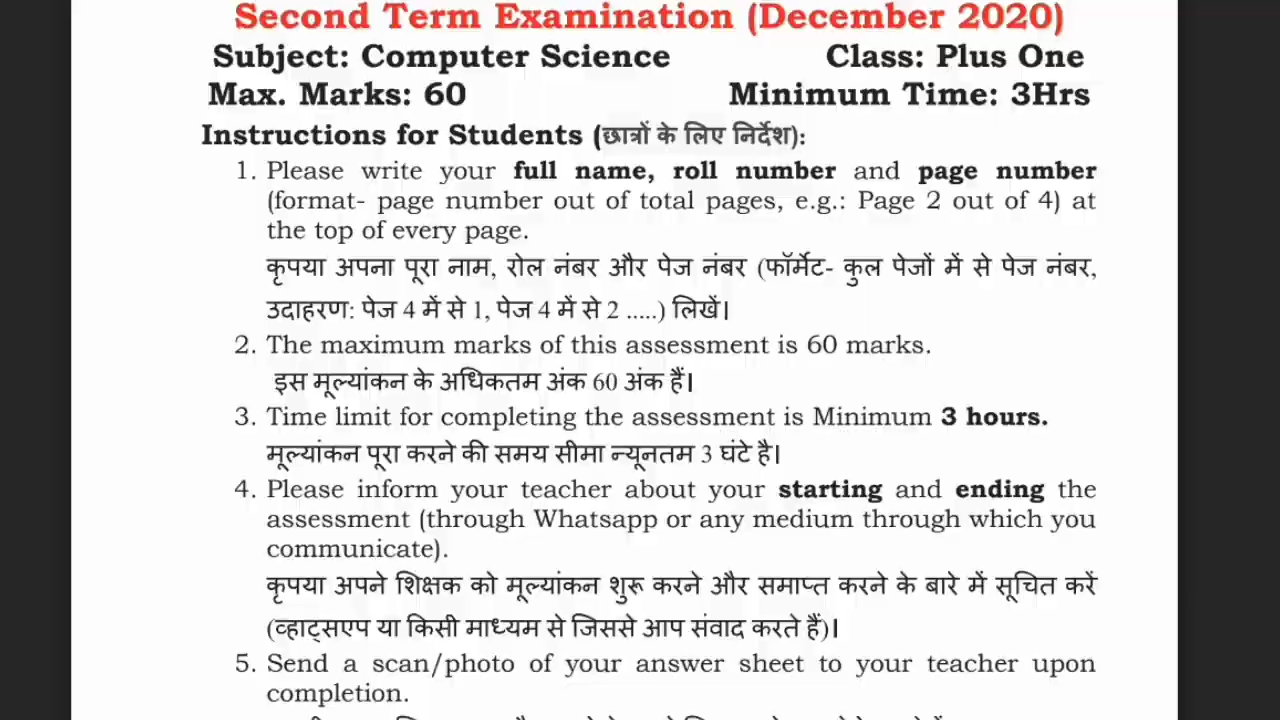 Second Term Examination (December 2020)
Subject: Computer Science Class: Plus One
Max. Marks: 60 Minimum Time: 3Hrs
Instructions for Students (छात्रों के लिए निर्देश):
1. Please write your full name, roll number and page number
(format- page number out of total pages, e.g.: Page 2 out of 4) at
the top of every page.
कृपया अपना पूरा नाम, रोल नंबर और पेज नंबर (फॉर्मेट- कुल पेजों में से पेज नंबर,
उदाहरण: पेज 4 में से 1, पेज 4 में से 2 .....) लिखें।
2. The maximum marks of this assessment is 60 marks.
इस मूल्यांकन के अधिकतम अंक 60 अंक हैं।
3. Time limit for completing the assessment is Minimum 3 hours.
मूल्यांकन पूरा करने की समय सीमा न्यूनतम 3 घंटे है।
4. Please inform your teacher about your starting and ending the
assessment (through Whatsapp or any medium through which you
communicate).
कृपया अपने शिक्षक को मूल्यांकन शुरू करने और समाप्त करने के बारे में सूचित करें
(व्हाट्सएप या किसी माध्यम से जिससे आप संवाद करते हैं)।
5. Send a scan/photo of your answer sheet to your teacher upon
completion.